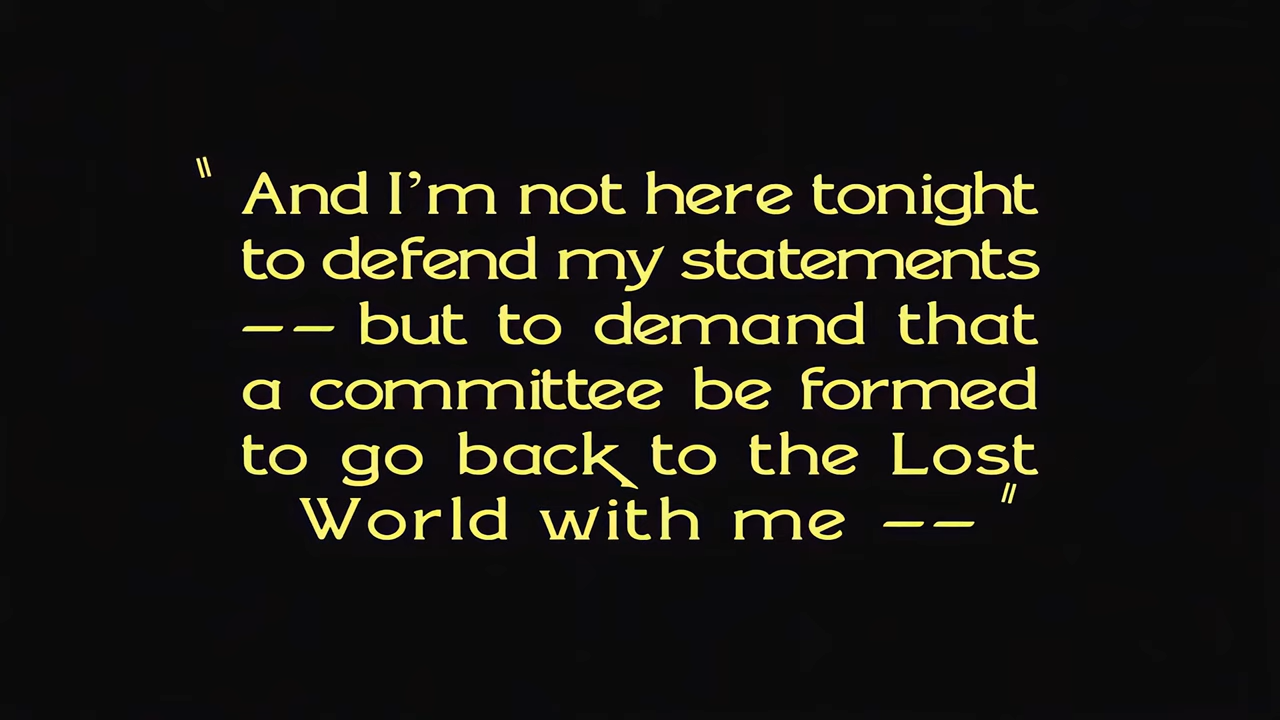 " And I’m not here tonight
to defend my statements
-- but to demand that
a committee be formed
to go back to the Lost
World with me -- "